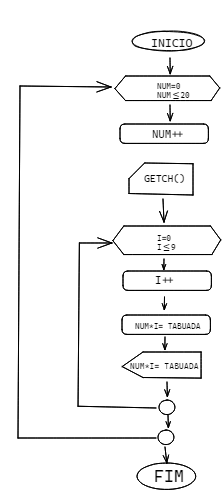 INICIO
NUM=0
NUM≤20
NUM++
GETCH()
I=0
I≤9
I++
NUM*I= TABUADA
NUM*I= TABUADA
FIM